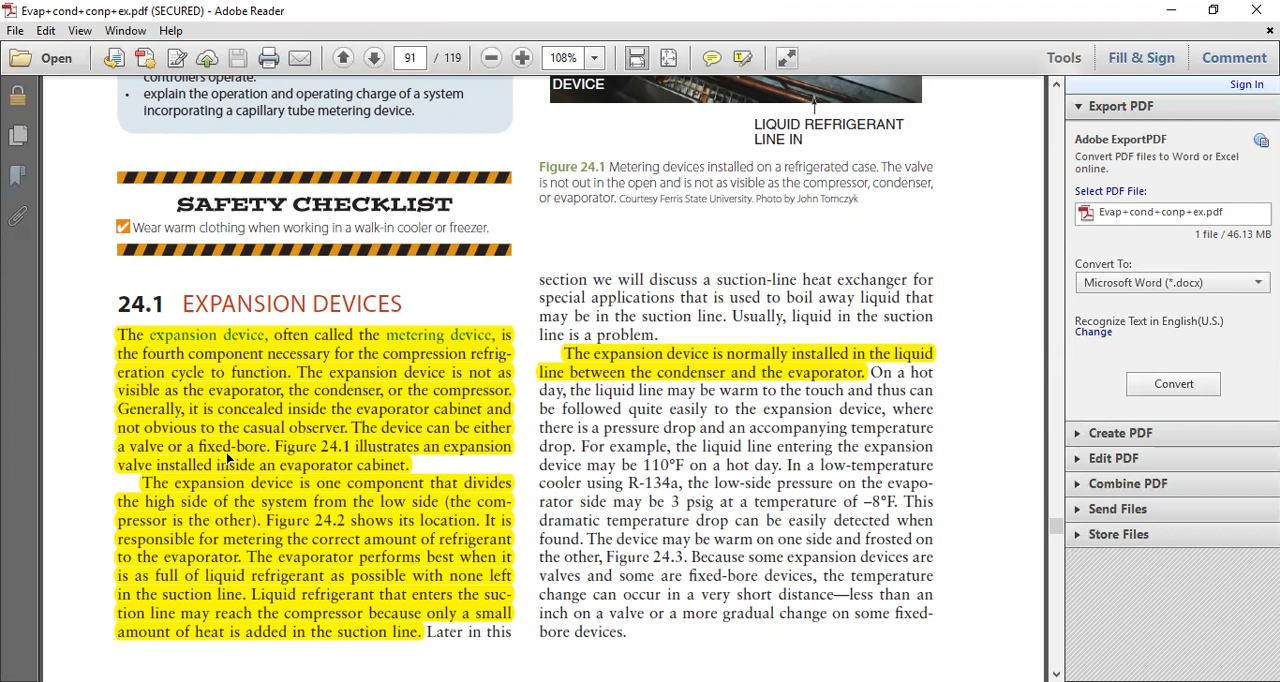 Evap+cond+conp+ex.pdf (SECURED) - Adobe Reader
File Edit View Window Help
Open
91 / 119
108%
Tools
Fill & Sign
Comment
controllers operate.
• explain the operation and operating charge of a system
incorporating a capillary tube metering device.
SAFETY CHECKLIST
Wear warm clothing when working in a walk-in cooler or freezer.
24.1 EXPANSION DEVICES
The expansion device, often called the metering device, is
the fourth component necessary for the compression refrig-
eration cycle to function. The expansion device is not as
visible as the evaporator, the condenser, or the compressor.
Generally, it is concealed inside the evaporator cabinet and
not obvious to the casual observer. The device can be either
a valve or a fixed-bore. Figure 24.1 illustrates an expansion
valve installed inside an evaporator cabinet.
The expansion device is one component that divides
the high side of the system from the low side (the com-
pressor is the other). Figure 24.2 shows its location. It is
responsible for metering the correct amount of refrigerant
to the evaporator. The evaporator performs best when it
is as full of liquid refrigerant as possible with none left
in the suction line. Liquid refrigerant that enters the suc-
tion line may reach the compressor because only a small
amount of heat is added in the suction line. Later in this
DEVICE
LIQUID REFRIGERANT
LINE IN
Figure 24.1 Metering devices installed on a refrigerated case. The valve
is not out in the open and is not as visible as the compressor, condenser,
or evaporator. Courtesy Ferris State University. Photo by John Tomczyk
section we will discuss a suction-line heat exchanger for
special applications that is used to boil away liquid that
may be in the suction line. Usually, liquid in the suction
line is a problem.
The expansion device is normally installed in the liquid
line between the condenser and the evaporator. On a hot
day, the liquid line may be warm to the touch and thus can
be followed quite easily to the expansion device, where
there is a pressure drop and an accompanying temperature
drop. For example, the liquid line entering the expansion
device may be 110°F on a hot day. In a low-temperature
cooler using R-134a, the low-side pressure on the evapo-
rator side may be 3 psig at a temperature of –8°F. This
dramatic temperature drop can be easily detected when
found. The device may be warm on one side and frosted on
the other, Figure 24.3. Because some expansion devices are
valves and some are fixed-bore devices, the temperature
change can occur in a very short distance—less than an
inch on a valve or a more gradual change on some fixed-
bore devices.
Sign In
Export PDF
Adobe ExportPDF
Convert PDF files to Word or Excel
online.
Select PDF File:
Evap+cond+conp+ex.pdf
1 file / 46.13 MB
Convert To:
Microsoft Word (*.docx)
Recognize Text in English(U.S.)
Change
Convert
Create PDF
Edit PDF
Combine PDF
Send Files
Store Files